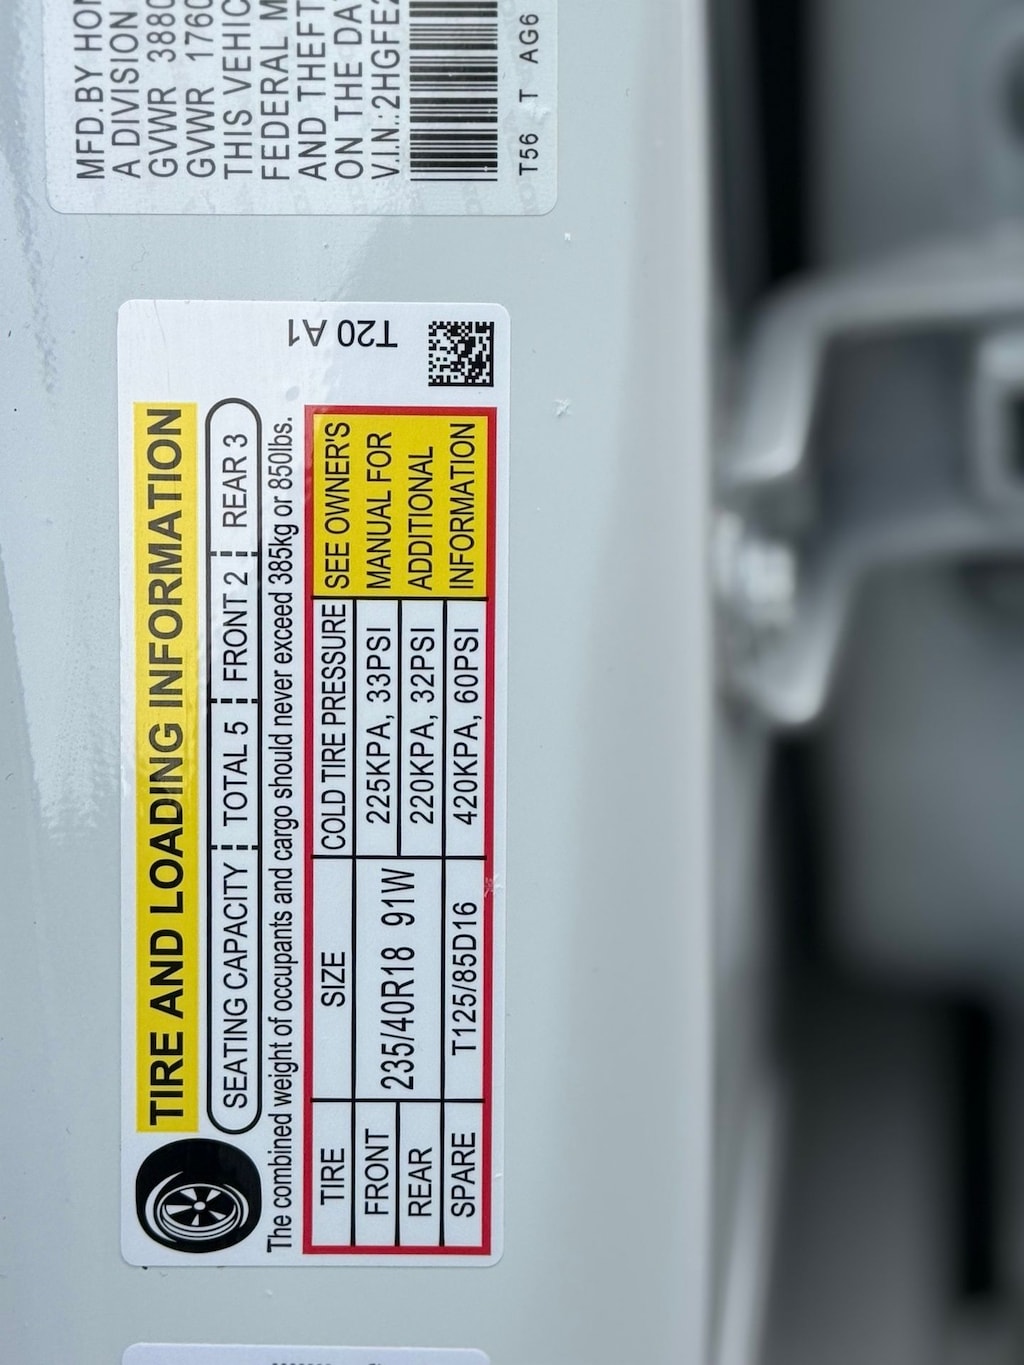 MFD.BY HON
A DIVISION
GVWR 3880
GVWR 1760
THIS VEHIC
FEDERAL M
AND THEFT
ON THE DA
V.I.N.:2HGFE2
T56 T AG6
T20 A1
TIRE AND LOADING INFORMATION
SEATING CAPACITY TOTAL 5 FRONT 2 REAR 3
The combined weight of occupants and cargo should never exceed 385kg or 850lbs.
TIRE SIZE COLD TIRE PRESSURE SEE OWNER'S
FRONT 235/40R18 91W 225KPA, 33PSI MANUAL FOR
REAR 220KPA, 32PSI ADDITIONAL
SPARE T125/85D16 420KPA, 60PSI INFORMATION